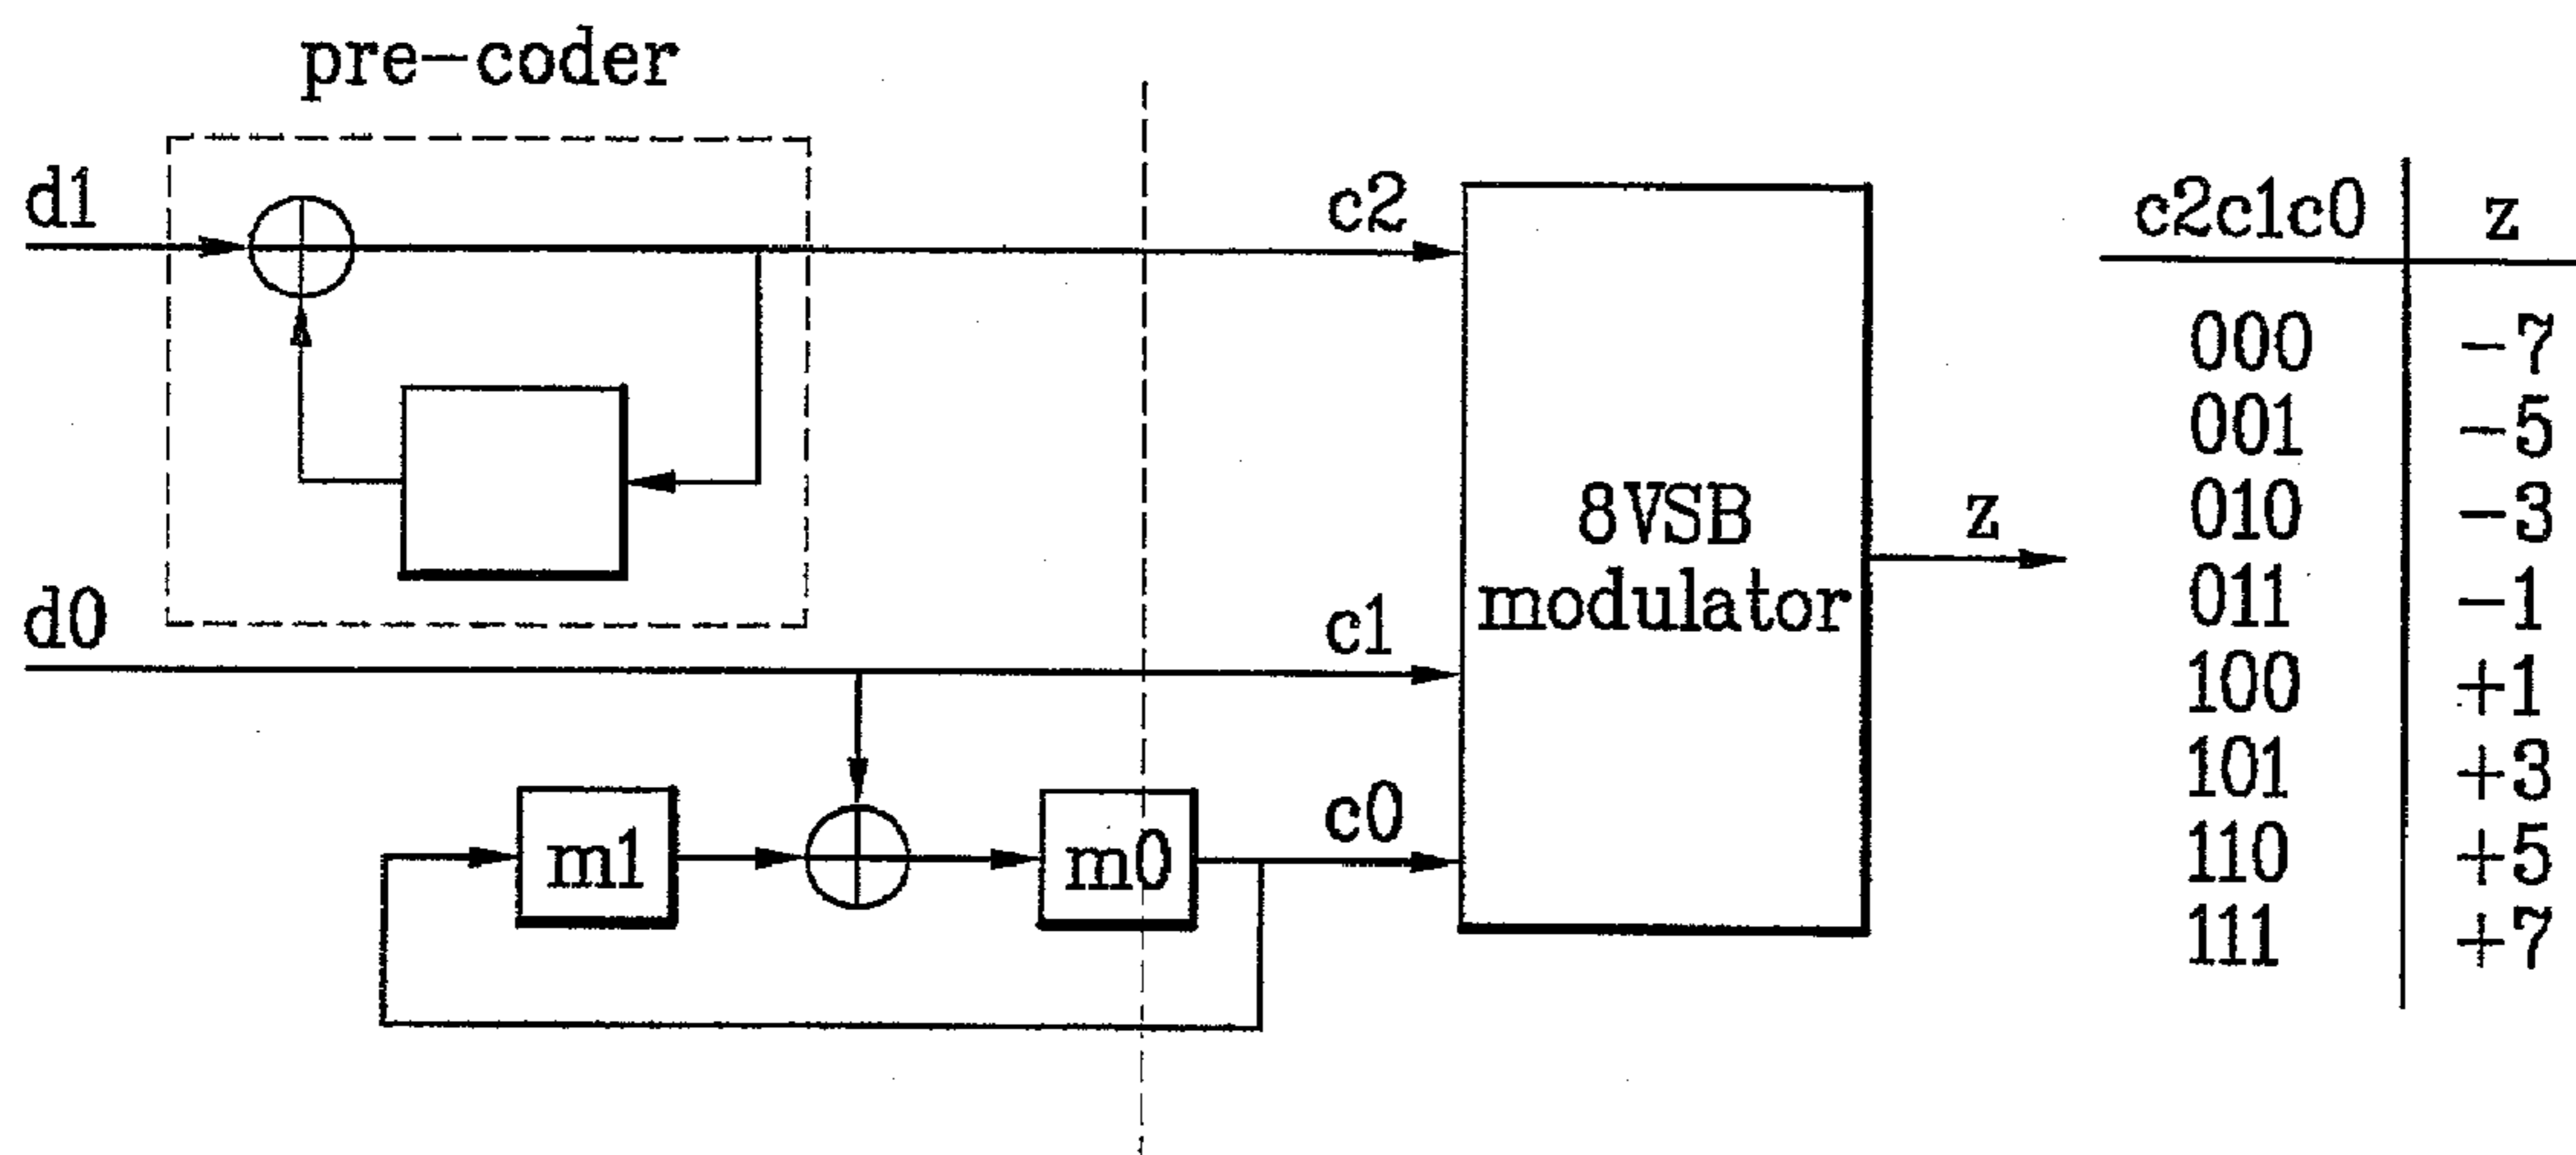 pre-coder
d1
c2
d0
c1
m1
m0
c0
8VSB
modulator
z
c2c1c0 z
000 -7
001 -5
010 -3
011 -1
100 +1
101 +3
110 +5
111 +7